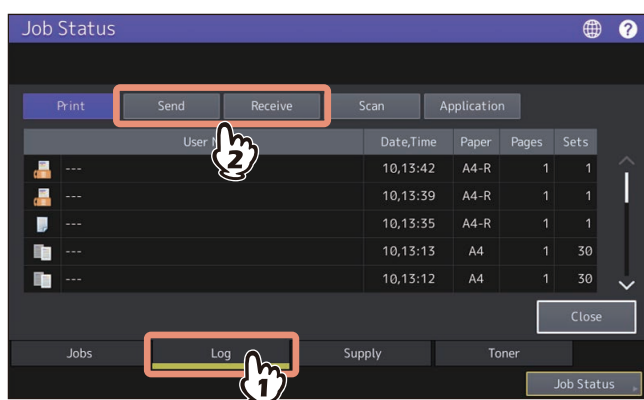 Job Status
?
Print Send Receive Scan Application
User N Date,Time Paper Pages Sets
--- 10,13:42 A4-R 1 1
--- 10,13:39 A4-R 1 1
--- 10,13:35 A4-R 1 1
--- 10,13:13 A4 1 30
--- 10,13:12 A4 1 30
2
Close
Jobs Log Supply Toner
1
Job Status